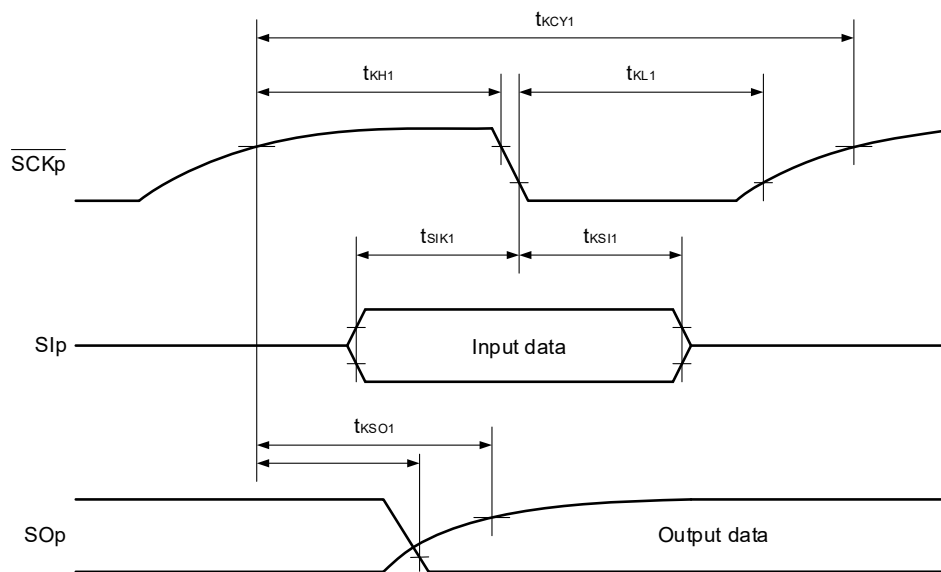 tKCY1
tKH1
tKL1
SCKp
tSIK1
tKSI1
SIp
Input data
tKSO1
SOp
Output data